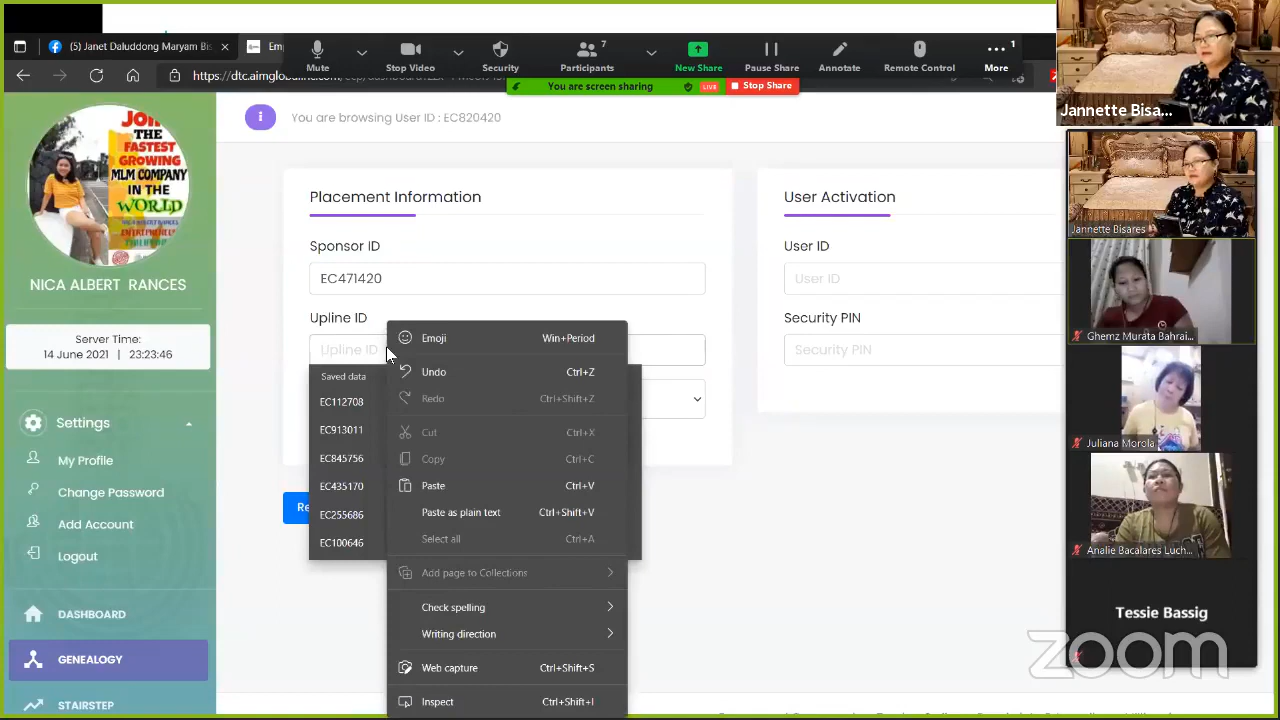 (5) Janet Daluddong Maryam Bis
Em
https://dtc.aimglobalinc.com
Mute
Stop Video
Security
7
Participants
New Share
Pause Share
Annotate
Remote Control
1
More
You are screen sharing
LIVE
Stop Share
JOIN
THE
FASTEST
GROWING
MLM COMPANY
IN THE
WORLD
NICA ALBERT RANCES
Server Time:
14 June 2021 | 23:23:46
Settings
My Profile
Change Password
Add Account
Logout
DASHBOARD
GENEALOGY
STAIRSTEP
You are browsing User ID : EC820420
Placement Information
Sponsor ID
EC471420
Upline ID
Upline ID
Saved data
EC112708
EC913011
EC845756
EC435170
EC255686
EC100646
Re
Emoji Win+Period
Undo Ctrl+Z
Redo Ctrl+Shift+Z
Cut Ctrl+X
Copy Ctrl+C
Paste Ctrl+V
Paste as plain text Ctrl+Shift+V
Select all Ctrl+A
Add page to Collections
Check spelling
Writing direction
Web capture Ctrl+Shift+S
Inspect Ctrl+Shift+I
User Activation
User ID
User ID
Security PIN
Security PIN
Jannette Bisa...
Jannette Bisares
Ghemz Murata Bahrai...
Juliana Morola
Analie Bacalares Luch...
Tessie Bassig
zoom